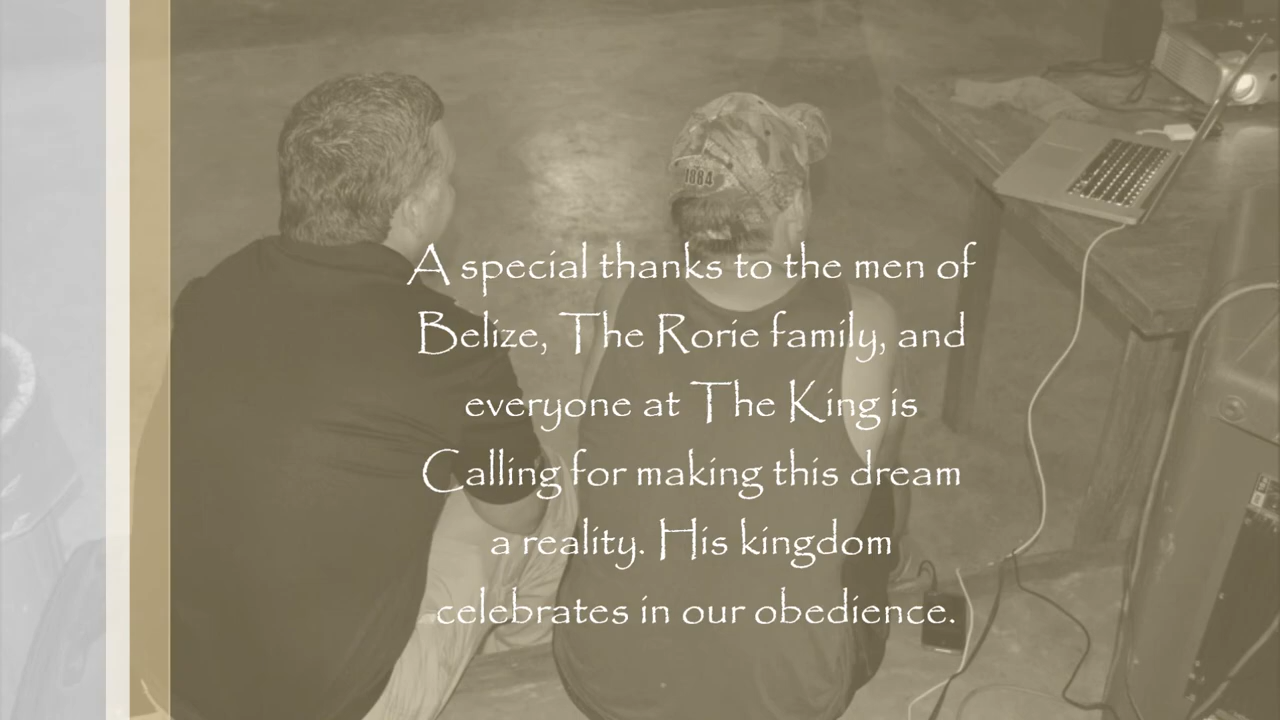 1884
A special thanks to the men of
Belize, The Rorie family, and
everyone at The King is
Calling for making this dream
a reality. His kingdom
celebrates in our obedience.